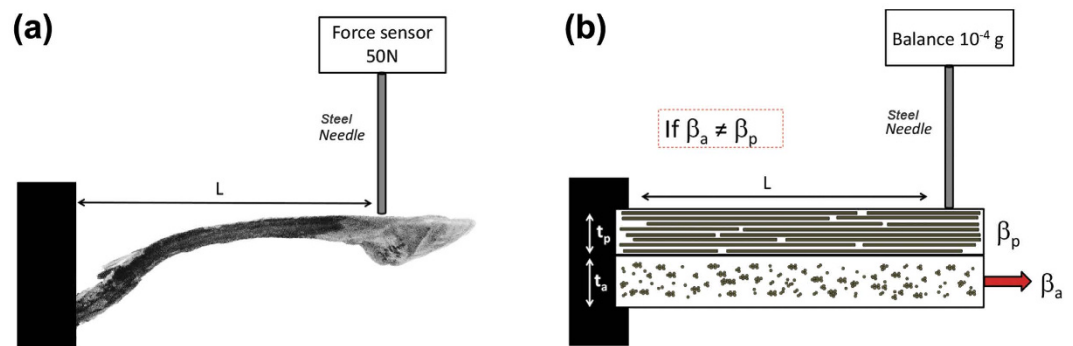 (a)
Force sensor
50N
Steel
Needle
L
(b)
Balance 10⁻⁴ g
Steel
Needle
If βₐ ≠ βₚ
L
tₚ
βₚ
tₐ
βₐ